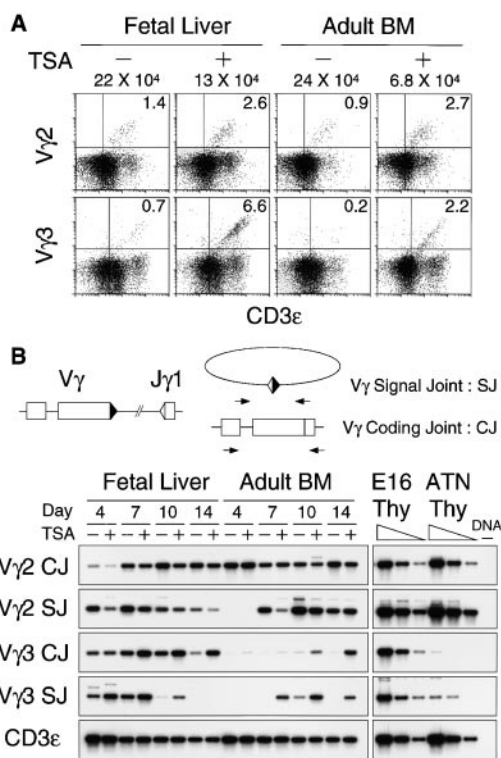 A
Fetal Liver Adult BM
TSA − + − +
22 X 10⁴ 13 X 10⁴ 24 X 10⁴ 6.8 X 10⁴
Vγ2 1.4 2.6 0.9 2.7
Vγ3 0.7 6.6 0.2 2.2
CD3ε
B
Vγ Jγ1
Vγ Signal Joint : SJ
Vγ Coding Joint : CJ
Fetal Liver Adult BM E16 ATN
Day 4 7 10 14 4 7 10 14 Thy Thy DNA
TSA − + − + − + − + − + − + − + − + −
Vγ2 CJ
Vγ2 SJ
Vγ3 CJ
Vγ3 SJ
CD3ε